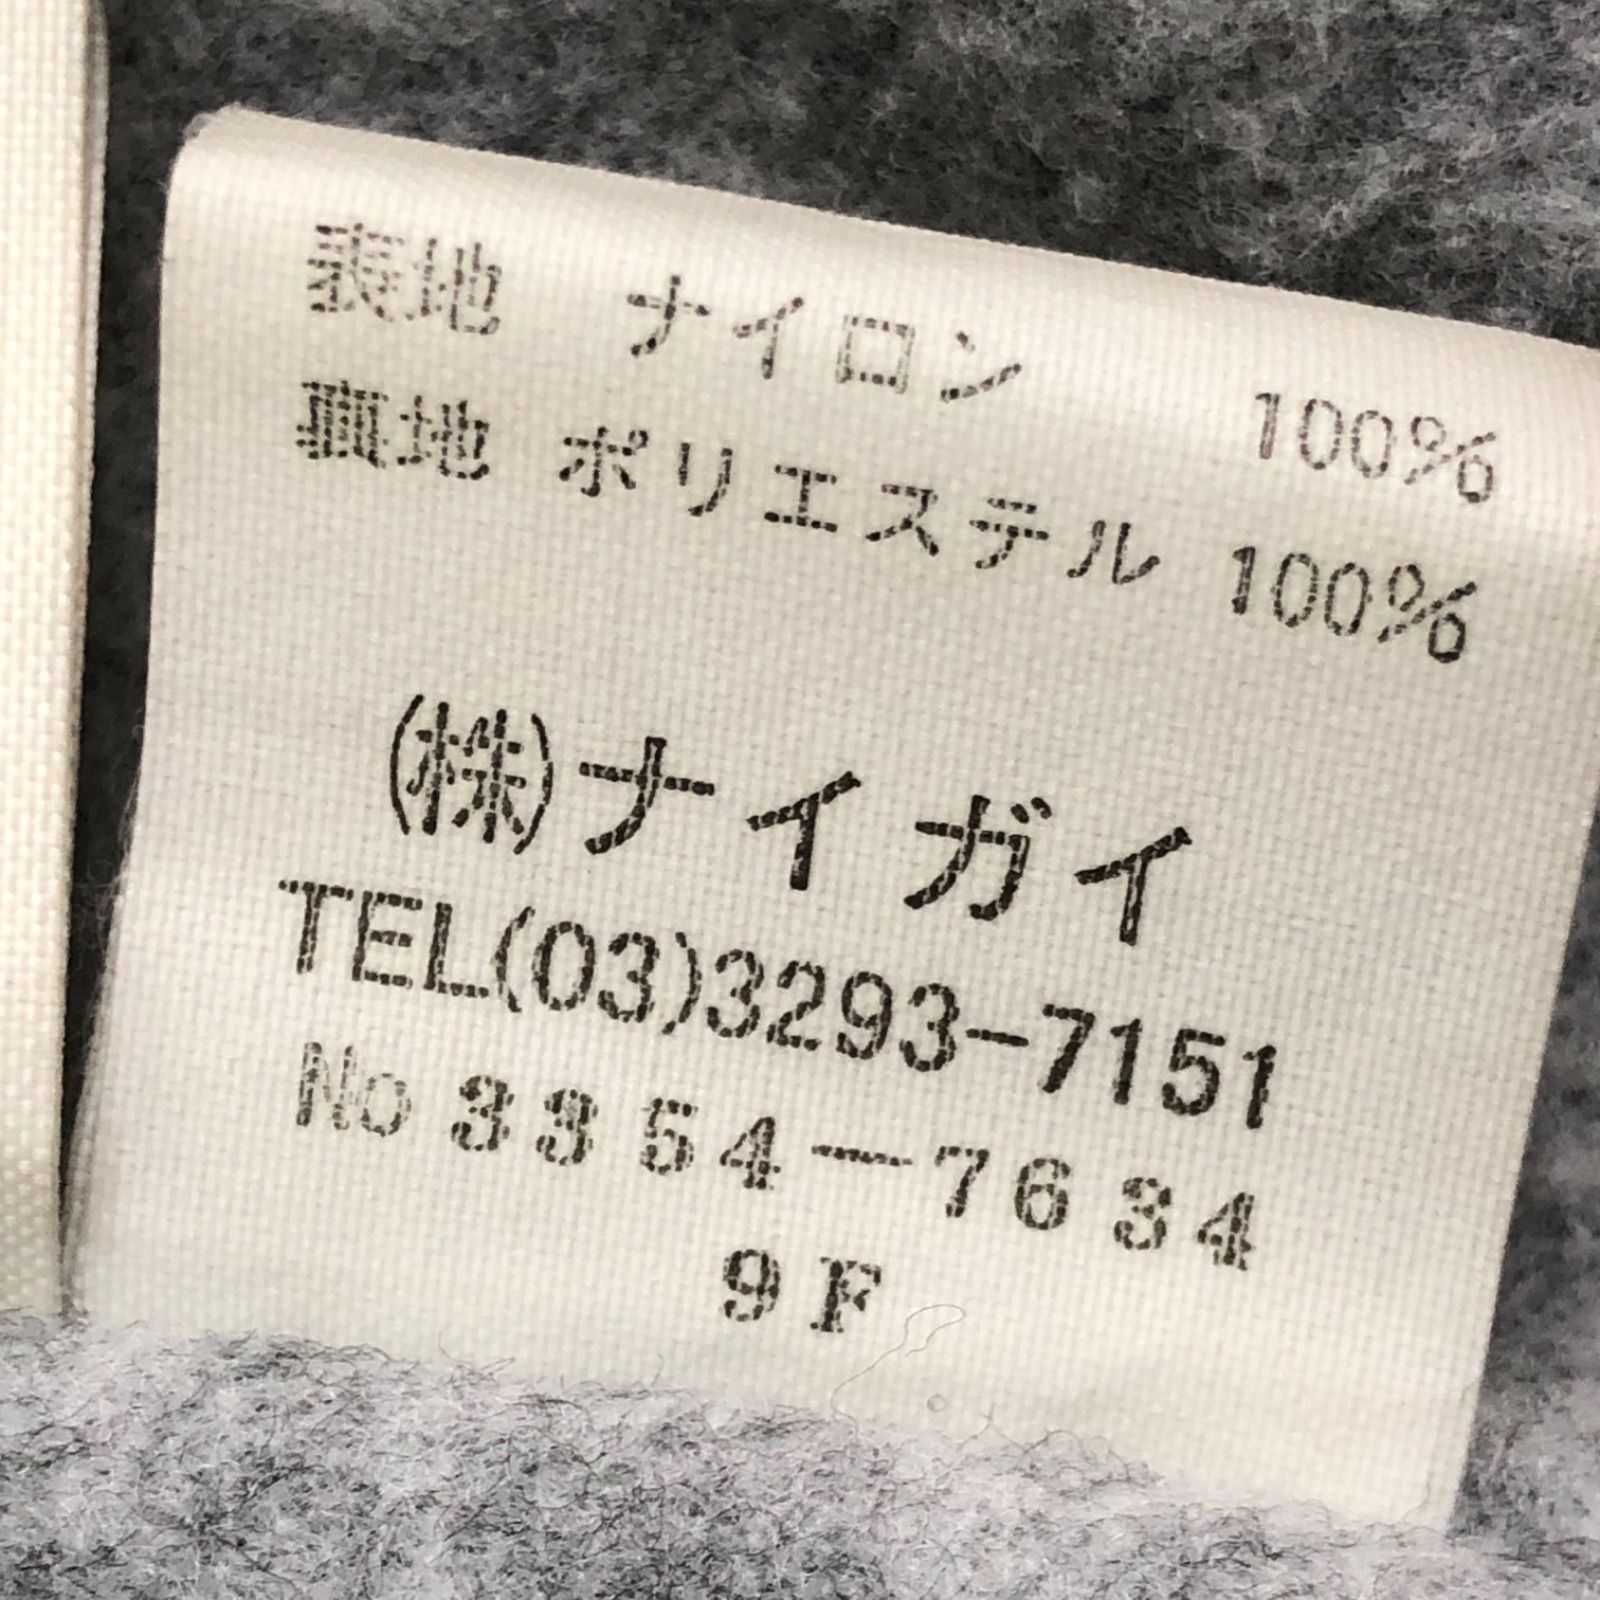 表地 ナイロン 100%
裏地 ポリエステル 100%
(株)ナイガイ
TEL(03)3293-7151
No 3354-7634
9F